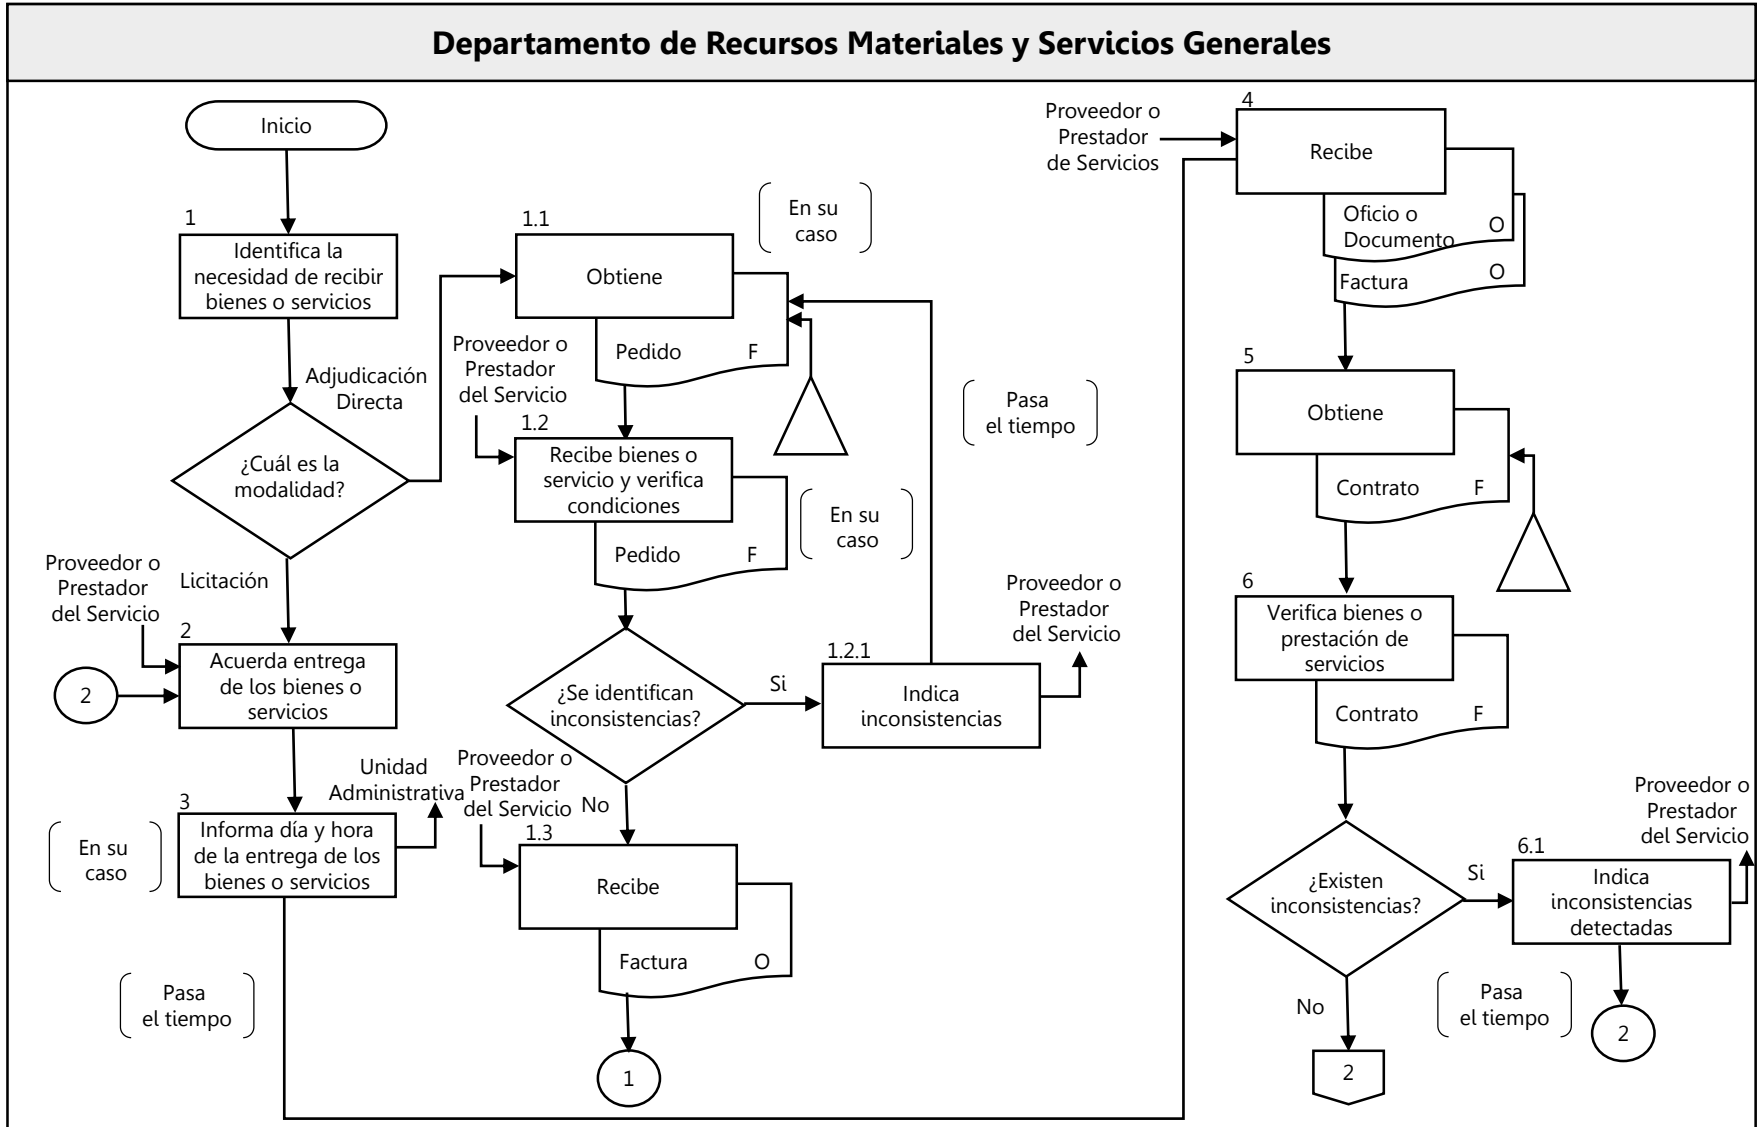 Departamento de Recursos Materiales y Servicios Generales
Inicio
1
Identifica la
necesidad de recibir
bienes o servicios
Adjudicación
Directa
¿Cuál es la
modalidad?
Licitación
Proveedor o
Prestador
del Servicio
2
2
Acuerda entrega
de los bienes o
servicios
Unidad
Administrativa
3
Informa día y hora
de la entrega de los
bienes o servicios
En su
caso
Pasa
el tiempo
1.1
Obtiene
En su
caso
Pedido F
Proveedor o
Prestador
del Servicio
1.2
Recibe bienes o
servicio y verifica
condiciones
Pedido F
En su
caso
Pasa
el tiempo
¿Se identifican
inconsistencias?
Si
1.2.1
Indica
inconsistencias
Proveedor o
Prestador
del Servicio
No
Proveedor o
Prestador
del Servicio
1.3
Recibe
Factura O
1
Proveedor o
Prestador
de Servicios
4
Recibe
Oficio o
Documento O
Factura O
5
Obtiene
Contrato F
6
Verifica bienes o
prestación de
servicios
Contrato F
¿Existen
inconsistencias?
Si
6.1
Indica
inconsistencias
detectadas
Proveedor o
Prestador
del Servicio
No
Pasa
el tiempo
2
2